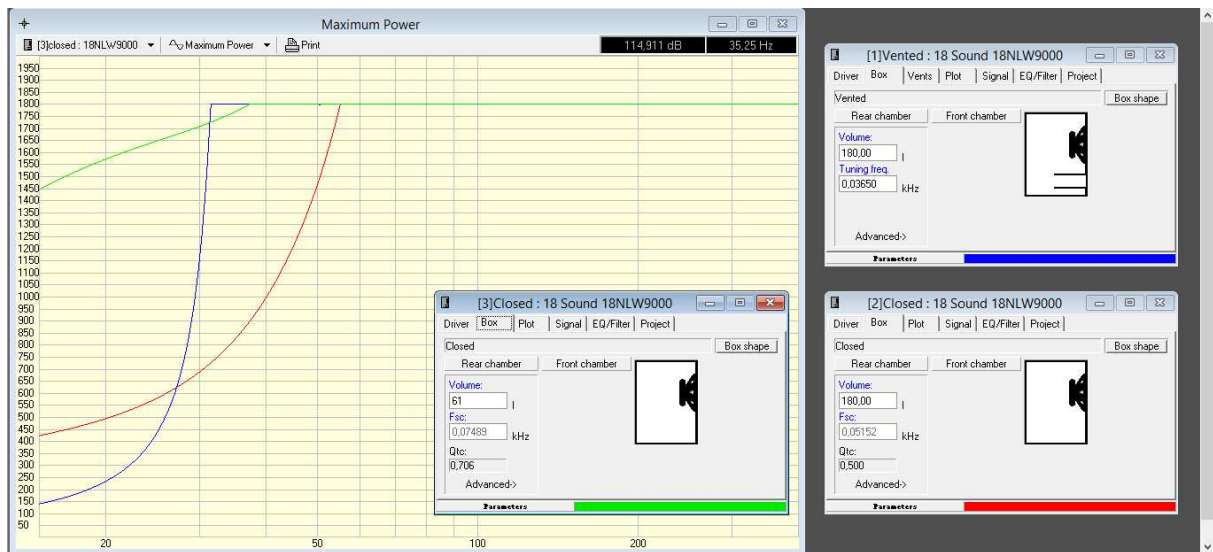 Maximum Power
[3]closed : 18NLW9000 Maximum Power Print 114,911 dB 35,25 Hz
1950
1900
1850
1800
1750
1700
1650
1600
1550
1500
1450
1400
1350
1300
1250
1200
1150
1100
1050
1000
950
900
850
800
750
700
650
600
550
500
450
400
350
300
250
200
150
100
50
20 50 100 200
[3]Closed : 18 Sound 18NLW9000
Driver Box Plot Signal EQ/Filter Project
Closed Box shape
Rear chamber Front chamber
Volume:
61 l
Fsc:
0,07489 kHz
Qtc:
0,706
Advanced->
Parameters
[1]Vented : 18 Sound 18NLW9000
Driver Box Vents Plot Signal EQ/Filter Project
Vented Box shape
Rear chamber Front chamber
Volume:
180,00 l
Tuning freq.
0,03650 kHz
Advanced->
Parameters
[2]Closed : 18 Sound 18NLW9000
Driver Box Plot Signal EQ/Filter Project
Closed Box shape
Rear chamber Front chamber
Volume:
180,00 l
Fsc:
0,05152 kHz
Qtc:
0,500
Advanced->
Parameters